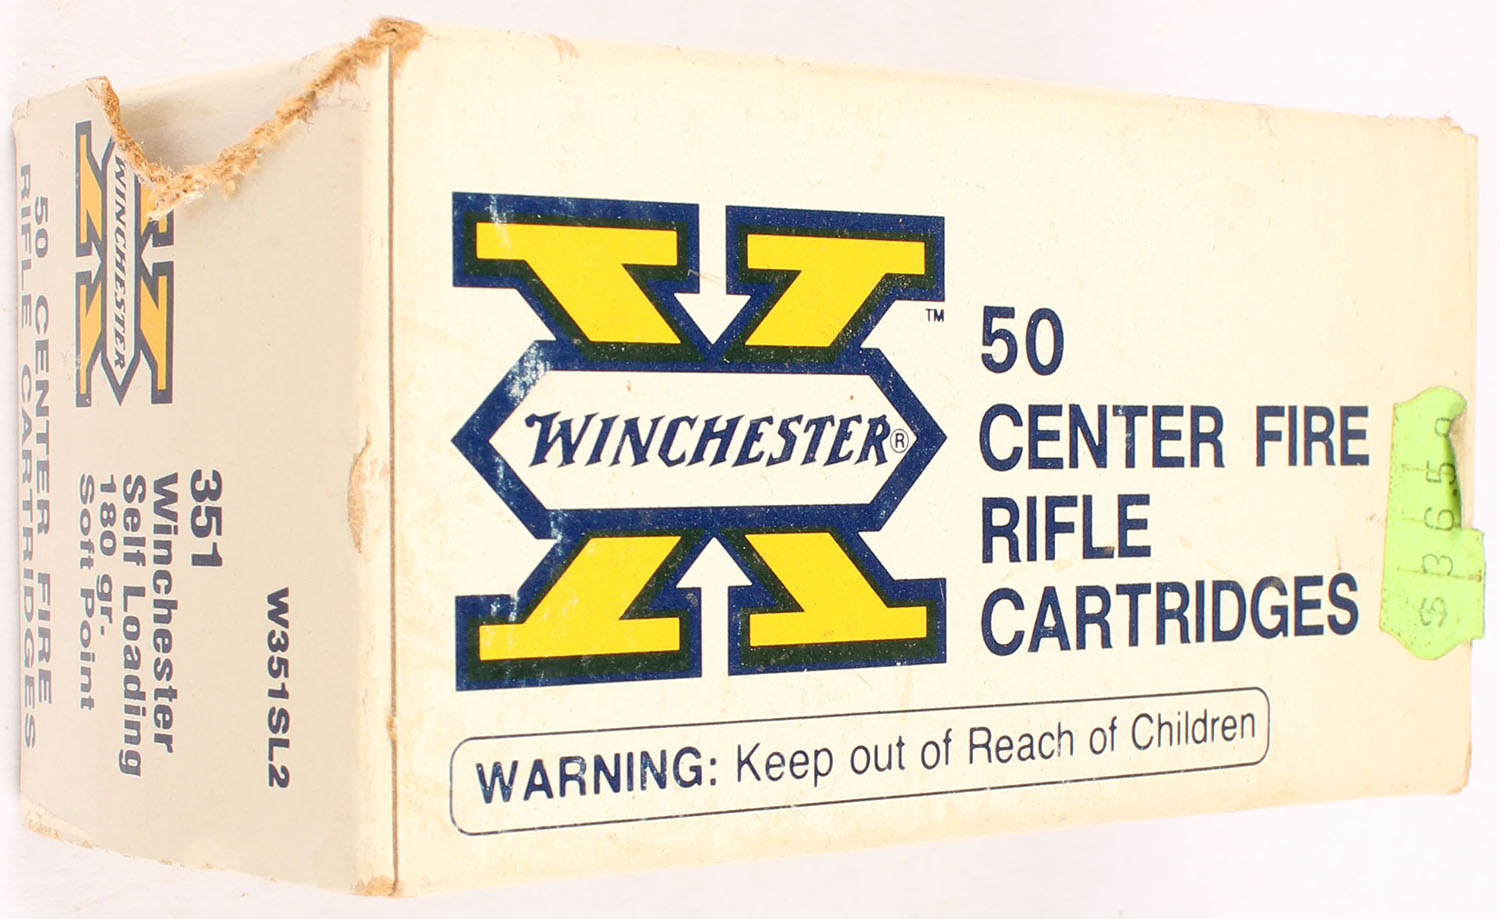 WINCHESTER®
TM
50
CENTER FIRE
RIFLE
CARTRIDGES
WARNING: Keep out of Reach of Children
$365
WINCHESTER
50 CENTER FIRE
RIFLE CARTRIDGES
351
Winchester
Self Loading
180 gr.
Soft Point
W351SL2